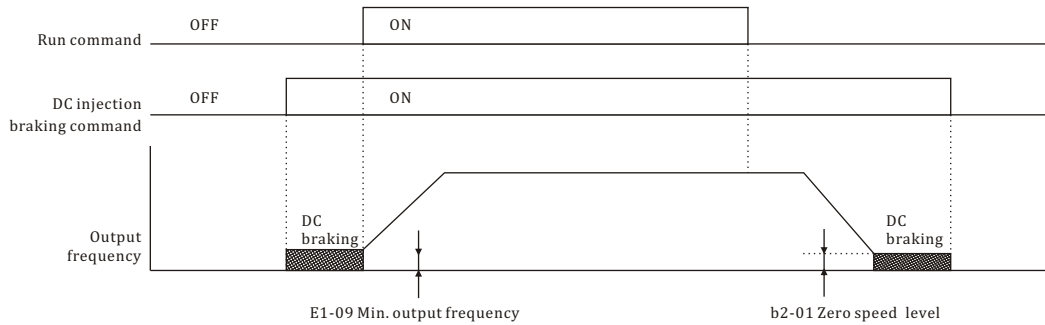 OFF
ON
Run command
OFF
ON
DC injection
braking command
DC
braking
DC
braking
Output
frequency
E1-09 Min. output frequency
b2-01 Zero speed level